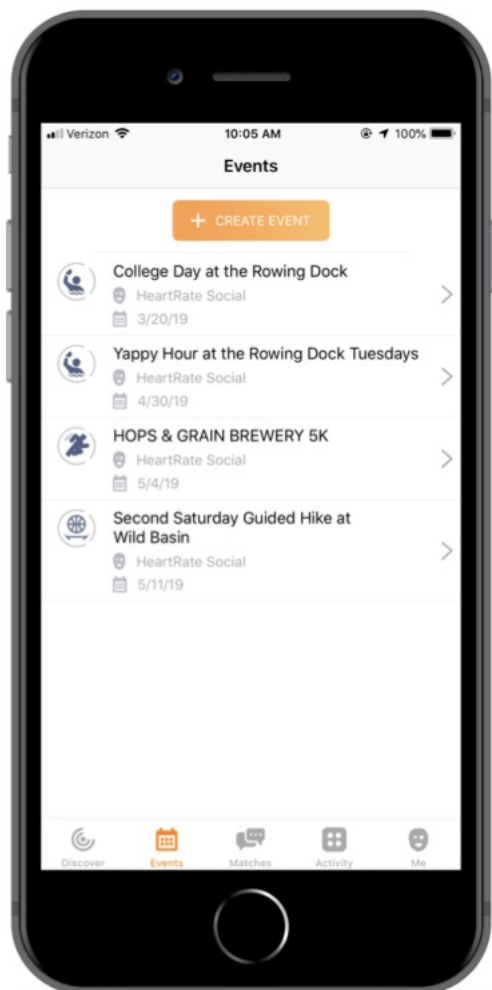 Verizon 10:05 AM 100%
Events
+ CREATE EVENT
College Day at the Rowing Dock
HeartRate Social
3/20/19
Yappy Hour at the Rowing Dock Tuesdays
HeartRate Social
4/30/19
HOPS & GRAIN BREWERY 5K
HeartRate Social
5/4/19
Second Saturday Guided Hike at
Wild Basin
HeartRate Social
5/11/19
Discover Events Matches Activity Me